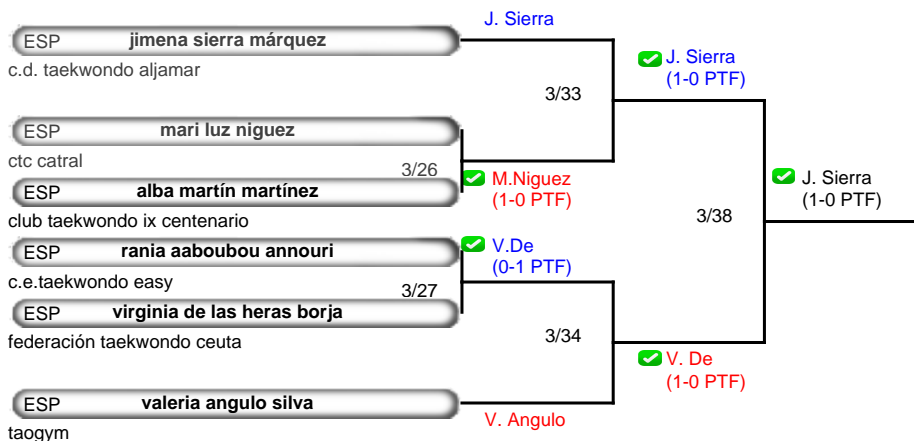 J. Sierra
ESP jimena sierra márquez
c.d. taekwondo aljamar
J. Sierra
(1-0 PTF)
3/33
ESP mari luz niguez
ctc catral
3/26
M.Niguez
(1-0 PTF)
ESP alba martín martínez
club taekwondo ix centenario
J. Sierra
(1-0 PTF)
3/38
ESP rania aaboubou annouri
c.e.taekwondo easy
V.De
(0-1 PTF)
3/27
ESP virginia de las heras borja
federación taekwondo ceuta
3/34
V. De
(1-0 PTF)
ESP valeria angulo silva
taogym
V. Angulo